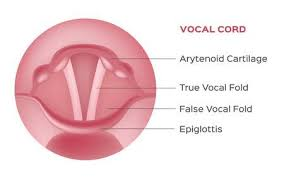 VOCAL CORD
Arytenoid Cartilage
True Vocal Fold
False Vocal Fold
Epiglottis